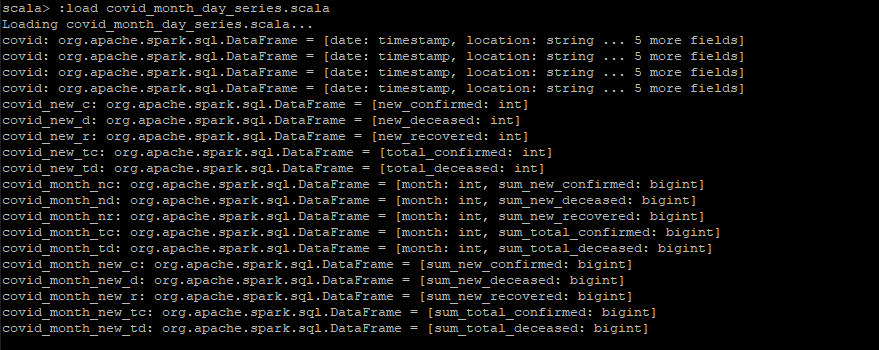 scala> :load covid_month_day_series.scala
Loading covid_month_day_series.scala...
covid: org.apache.spark.sql.DataFrame = [date: timestamp, location: string ... 5 more fields]
covid: org.apache.spark.sql.DataFrame = [date: timestamp, location: string ... 5 more fields]
covid: org.apache.spark.sql.DataFrame = [date: timestamp, location: string ... 5 more fields]
covid: org.apache.spark.sql.DataFrame = [date: timestamp, location: string ... 5 more fields]
covid_new_c: org.apache.spark.sql.DataFrame = [new_confirmed: int]
covid_new_d: org.apache.spark.sql.DataFrame = [new_deceased: int]
covid_new_r: org.apache.spark.sql.DataFrame = [new_recovered: int]
covid_new_tc: org.apache.spark.sql.DataFrame = [total_confirmed: int]
covid_new_td: org.apache.spark.sql.DataFrame = [total_deceased: int]
covid_month_nc: org.apache.spark.sql.DataFrame = [month: int, sum_new_confirmed: bigint]
covid_month_nd: org.apache.spark.sql.DataFrame = [month: int, sum_new_deceased: bigint]
covid_month_nr: org.apache.spark.sql.DataFrame = [month: int, sum_new_recovered: bigint]
covid_month_tc: org.apache.spark.sql.DataFrame = [month: int, sum_total_confirmed: bigint]
covid_month_td: org.apache.spark.sql.DataFrame = [month: int, sum_total_deceased: bigint]
covid_month_new_c: org.apache.spark.sql.DataFrame = [sum_new_confirmed: bigint]
covid_month_new_d: org.apache.spark.sql.DataFrame = [sum_new_deceased: bigint]
covid_month_new_r: org.apache.spark.sql.DataFrame = [sum_new_recovered: bigint]
covid_month_new_tc: org.apache.spark.sql.DataFrame = [sum_total_confirmed: bigint]
covid_month_new_td: org.apache.spark.sql.DataFrame = [sum_total_deceased: bigint]